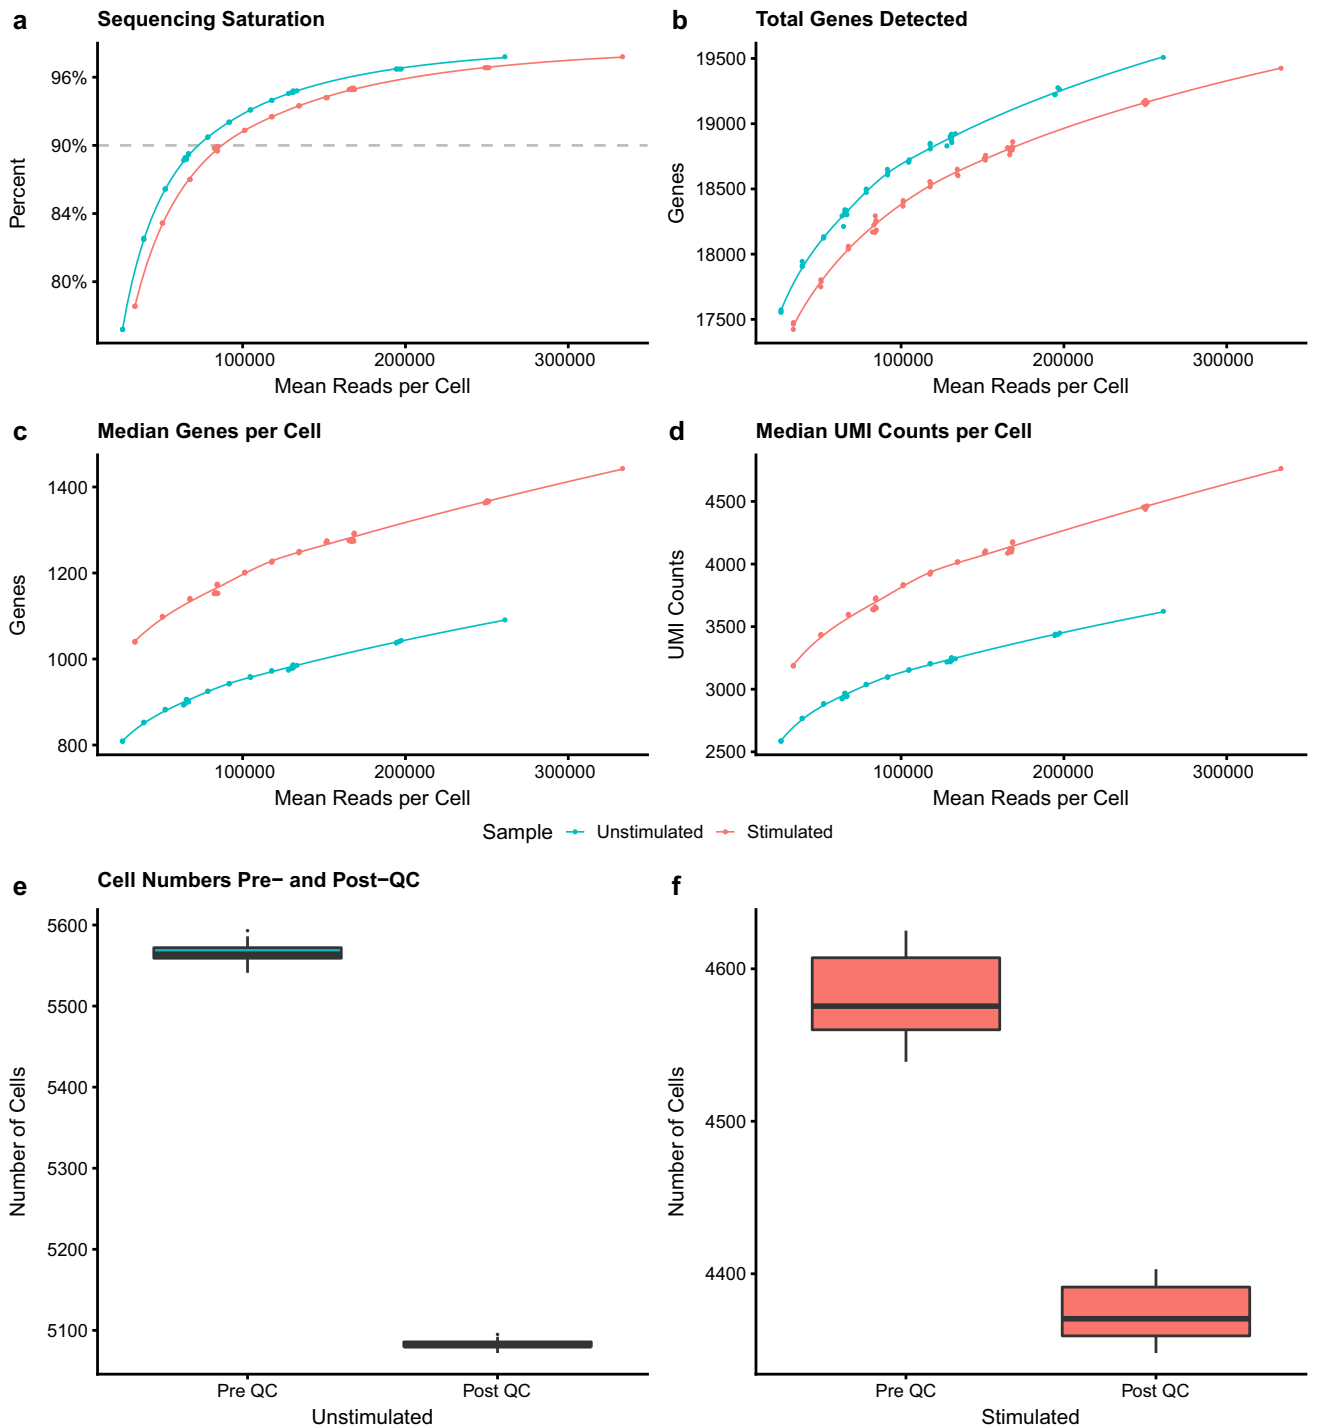 a Sequencing Saturation
96%
90%
84%
80%
Percent
100000 200000 300000
Mean Reads per Cell
b Total Genes Detected
19500
19000
18500
18000
17500
Genes
100000 200000 300000
Mean Reads per Cell
c Median Genes per Cell
1400
1200
1000
800
Genes
100000 200000 300000
Mean Reads per Cell
d Median UMI Counts per Cell
4500
4000
3500
3000
2500
UMI Counts
100000 200000 300000
Mean Reads per Cell
Sample Unstimulated Stimulated
e Cell Numbers Pre− and Post−QC
5600
5500
5400
5300
5200
5100
Number of Cells
Pre QC Post QC
Unstimulated
f
4600
4500
4400
Number of Cells
Pre QC Post QC
Stimulated